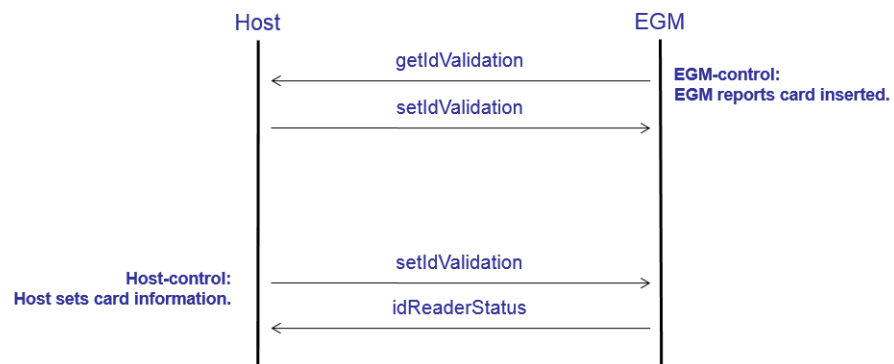 Host
EGM
getIdValidation
EGM-control:
EGM reports card inserted.
setIdValidation
setIdValidation
Host-control:
Host sets card information.
idReaderStatus